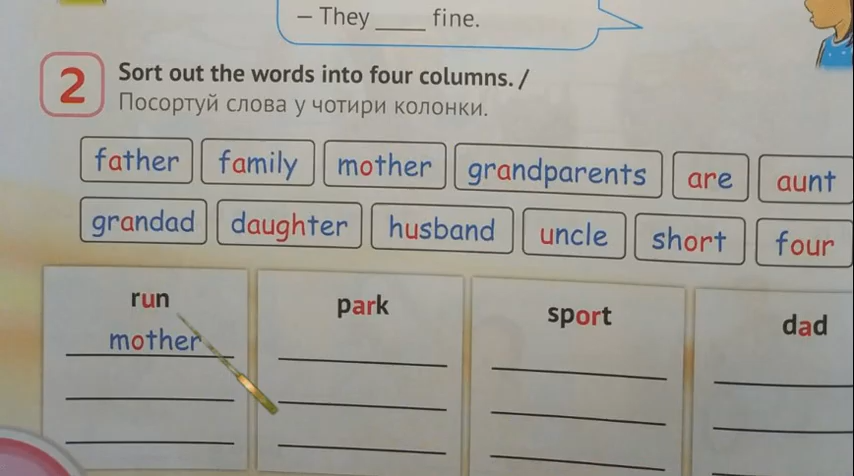 – They ____ fine.
2
Sort out the words into four columns. /
Посортуй слова у чотири колонки.
father family mother grandparents are aunt
grandad daughter husband uncle short four
run park sport dad
mother